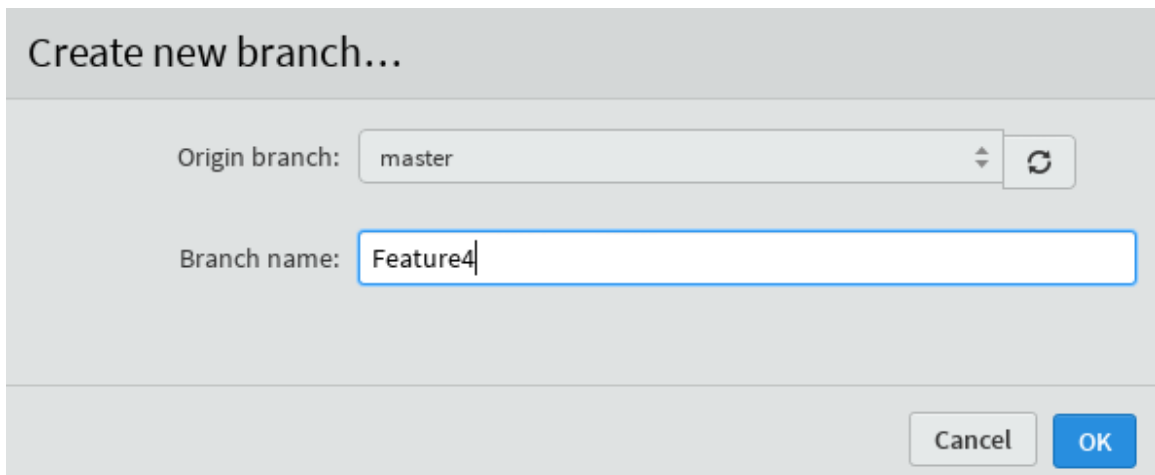 Create new branch...
Origin branch: master
Branch name: Feature4
Cancel OK